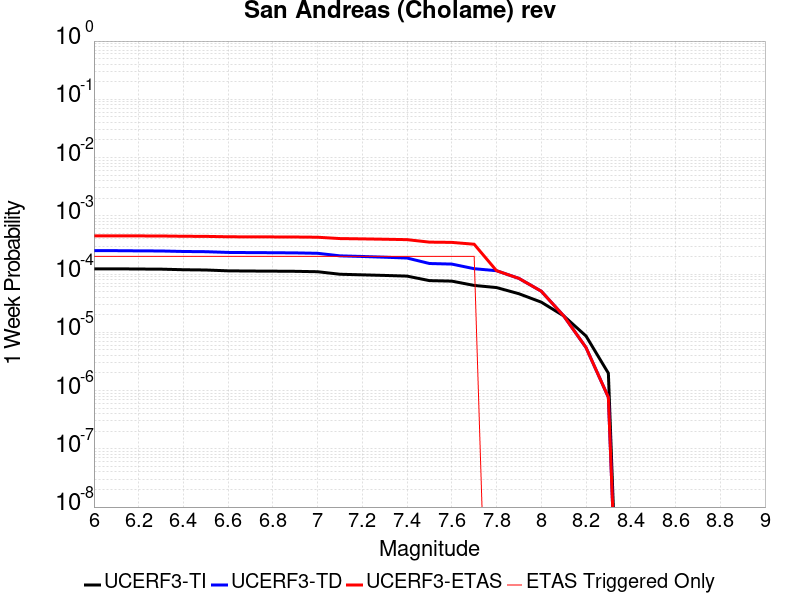 San Andreas (Cholame) rev
1 Week Probability
10^0
10^-1
10^-2
10^-3
10^-4
10^-5
10^-6
10^-7
10^-8
6 6.2 6.4 6.6 6.8 7 7.2 7.4 7.6 7.8 8 8.2 8.4 8.6 8.8 9
Magnitude
UCERF3-TI UCERF3-TD UCERF3-ETAS ETAS Triggered Only